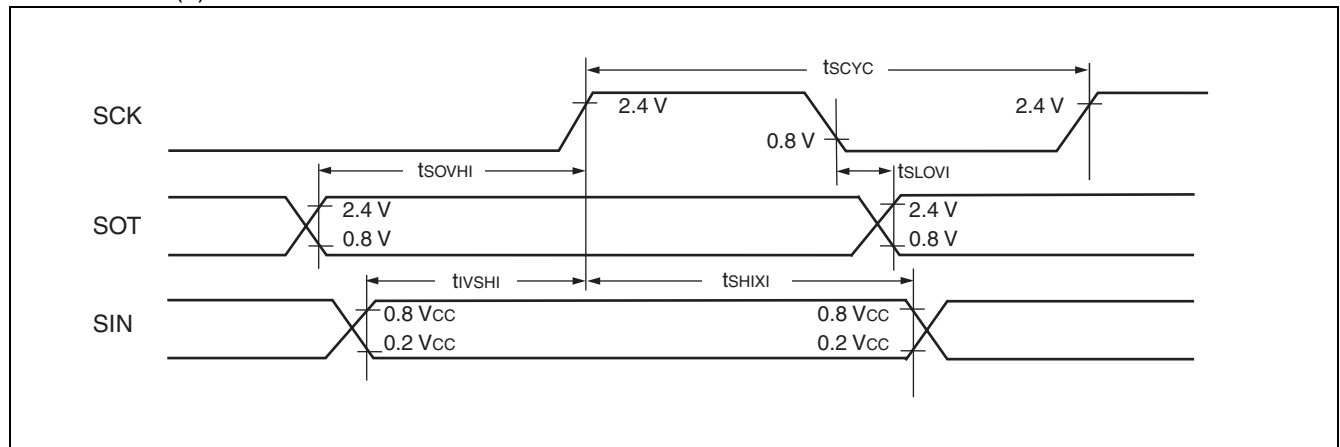 (2)
tSCYC
SCK
2.4 V
2.4 V
0.8 V
tSOVHI
tSLOVI
SOT
2.4 V
2.4 V
0.8 V
0.8 V
tIVSHI
tSHIXI
SIN
0.8 VCC
0.8 VCC
0.2 VCC
0.2 VCC